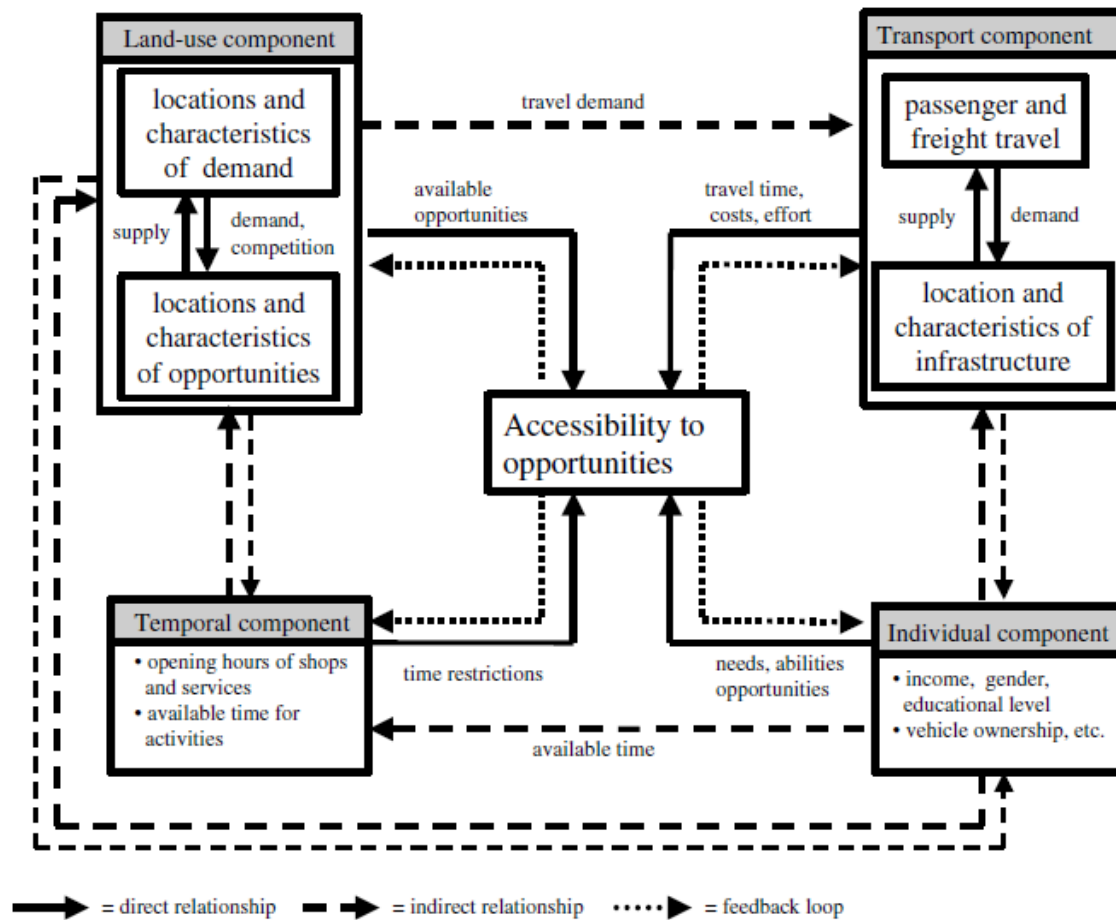 Land-use component
locations and
characteristics
of demand
supply
demand,
competition
locations and
characteristics
of opportunities
travel demand
available
opportunities
travel time,
costs, effort
Transport component
passenger and
freight travel
supply
demand
location and
characteristics of
infrastructure
Accessibility to
opportunities
Temporal component
• opening hours of shops
and services
• available time for
activities
time restrictions
needs, abilities
opportunities
available time
Individual component
• income, gender,
educational level
• vehicle ownership, etc.
= direct relationship
= indirect relationship
= feedback loop